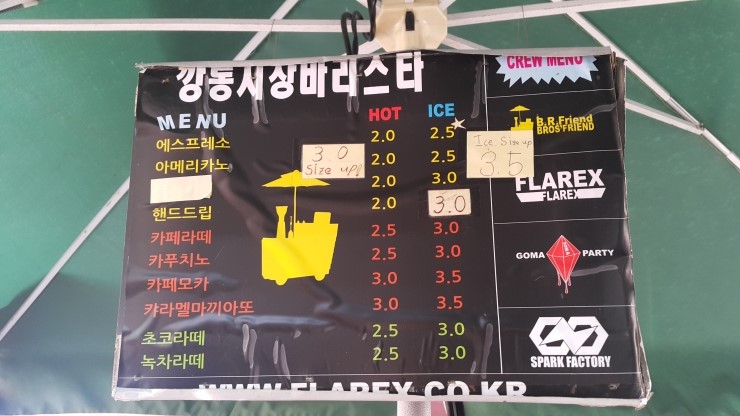 깡통시장바리스타
MENU HOT ICE
에스프레소 2.0 2.5
아메리카노 2.0 2.5
2.0 3.0
핸드드립 2.0 3.0
카페라떼 2.5 3.0
카푸치노 2.5 3.0
카페모카 3.0 3.5
캬라멜마끼아또 3.0 3.5
초코라떼 2.5 3.0
녹차라떼 2.5 3.0
3.0
Size up
Ice Size up
3.5
CREW MENU
B.R.Friend
BROS'FRIEND
FLAREX
FLAREX
GOMA PARTY
SPARK FACTORY
WWW.FLAREX.CO.KR